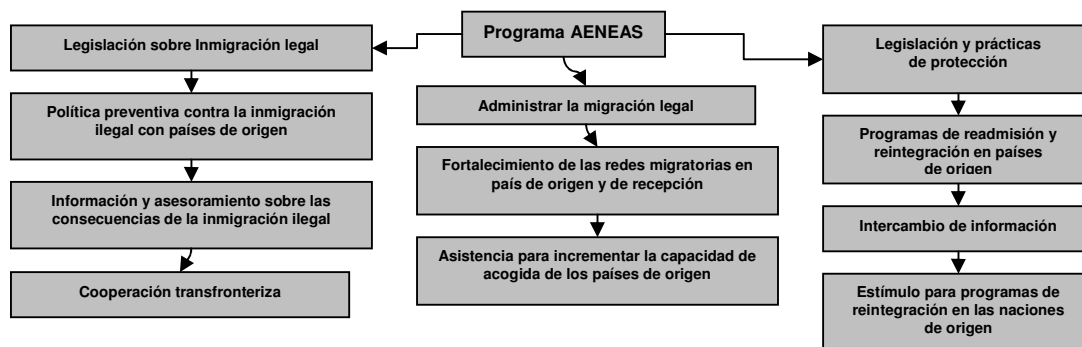 Programa AENEAS
Legislación sobre Inmigración legal
Política preventiva contra la inmigración
ilegal con países de origen
Información y asesoramiento sobre las
consecuencias de la inmigración ilegal
Cooperación transfronteriza
Administrar la migración legal
Fortalecimiento de las redes migratorias en
país de origen y de recepción
Asistencia para incrementar la capacidad de
acogida de los países de origen
Legislación y prácticas
de protección
Programas de readmisión y
reintegración en países
de origen
Intercambio de información
Estímulo para programas de
reintegración en las naciones
de origen